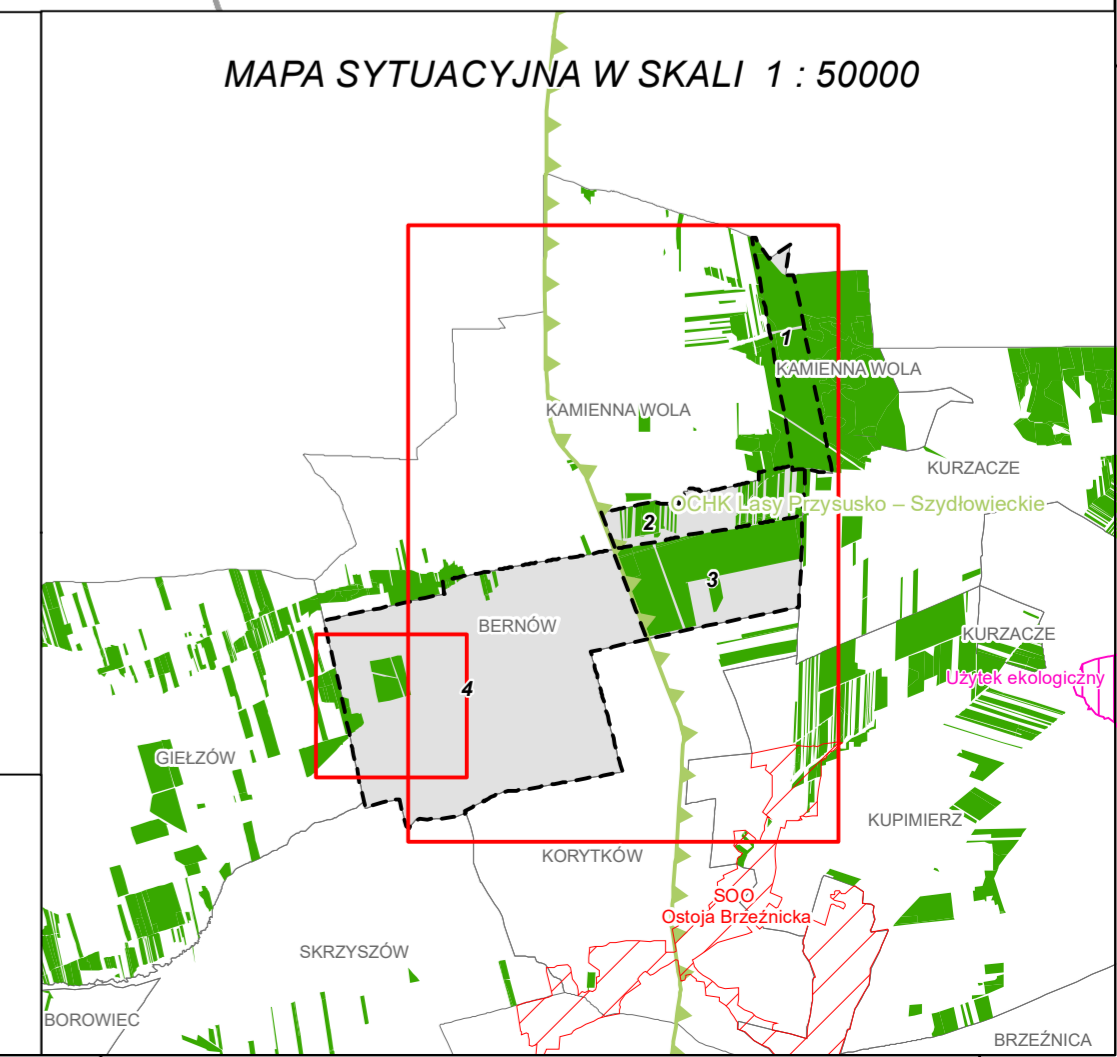 MAPA SYTUACYJNA W SKALI 1 : 50000
1
KAMIENNA WOLA
KAMIENNA WOLA
KURZACZE
OCHK Lasy Przysusko – Szydłowieckie
2
3
BERNÓW
KURZACZE
Użytek ekologiczny
4
GIEŁZÓW
KUPIMIERZ
KORYTKÓW
SOO
Ostoja Brzeźnicka
SKRZYSZÓW
BOROWIEC
BRZEŹNICA